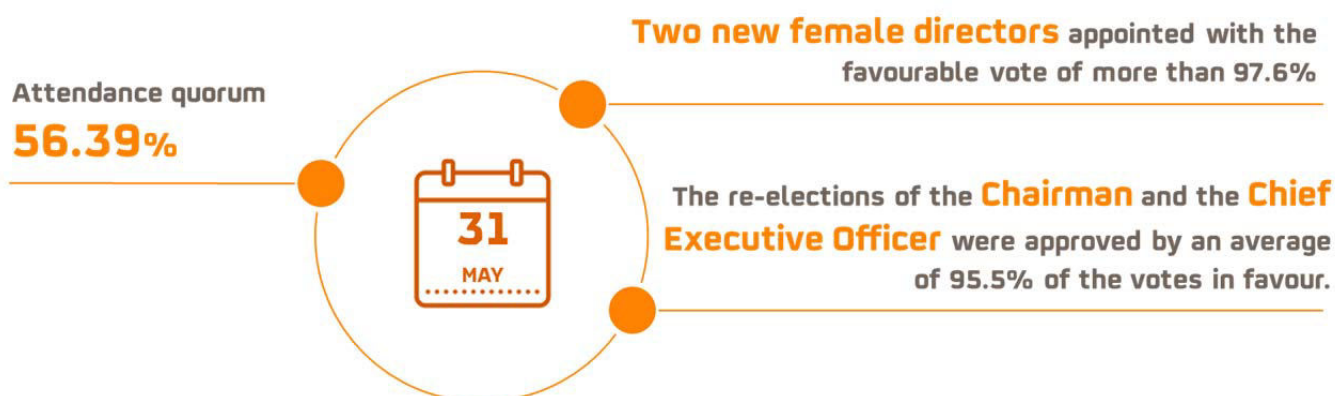 Attendance quorum
56.39%
31
MAY
Two new female directors appointed with the
favourable vote of more than 97.6%
The re-elections of the Chairman and the Chief
Executive Officer were approved by an average
of 95.5% of the votes in favour.